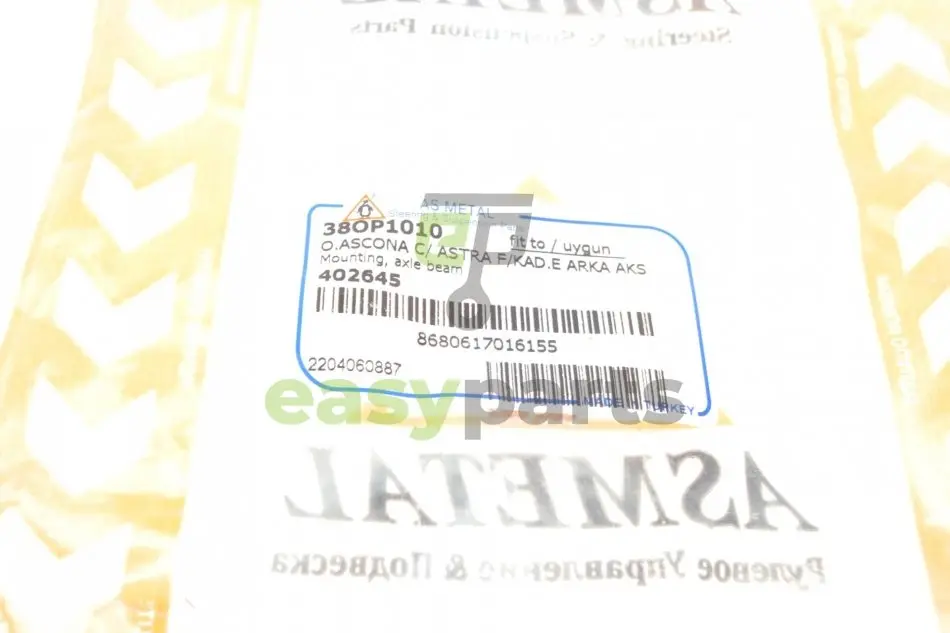 ASMETAL
Steering & Suspension Parts
AS METAL
38OP1010
fit to / uygun
O.ASCONA C/ ASTRA F/KAD.E ARKA AKS
Mounting, axle beam
402645
8680617016155
2204060887
MADE IN TURKEY
easyparts
ASMETAL
Рулевое Управление & Подвеска